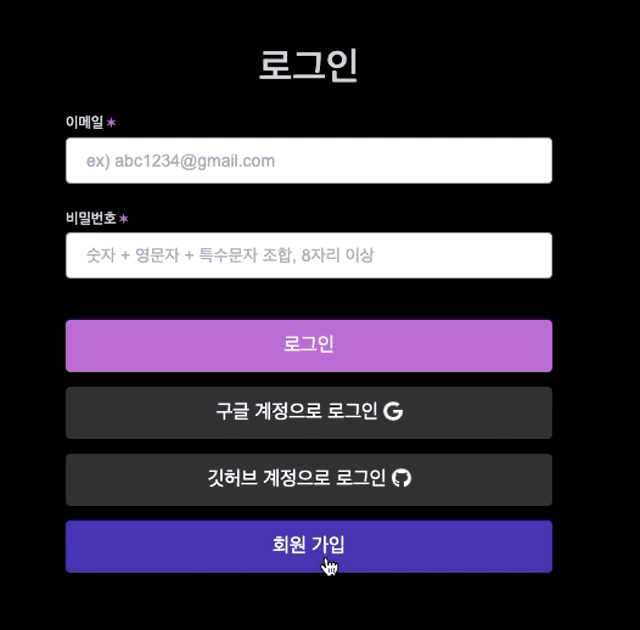 로그인
이메일*
ex) abc1234@gmail.com
비밀번호*
숫자 + 영문자 + 특수문자 조합, 8자리 이상
로그인
구글 계정으로 로그인
깃허브 계정으로 로그인
회원 가입